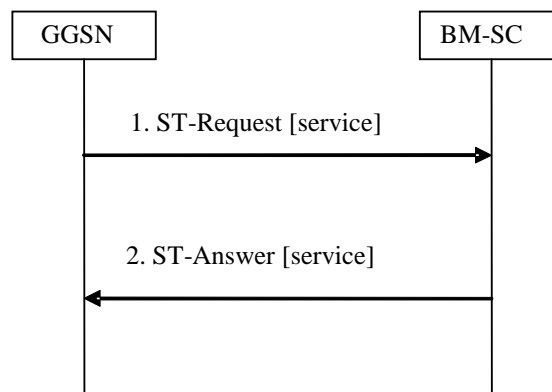 GGSN
BM-SC
1. ST-Request [service]
2. ST-Answer [service]